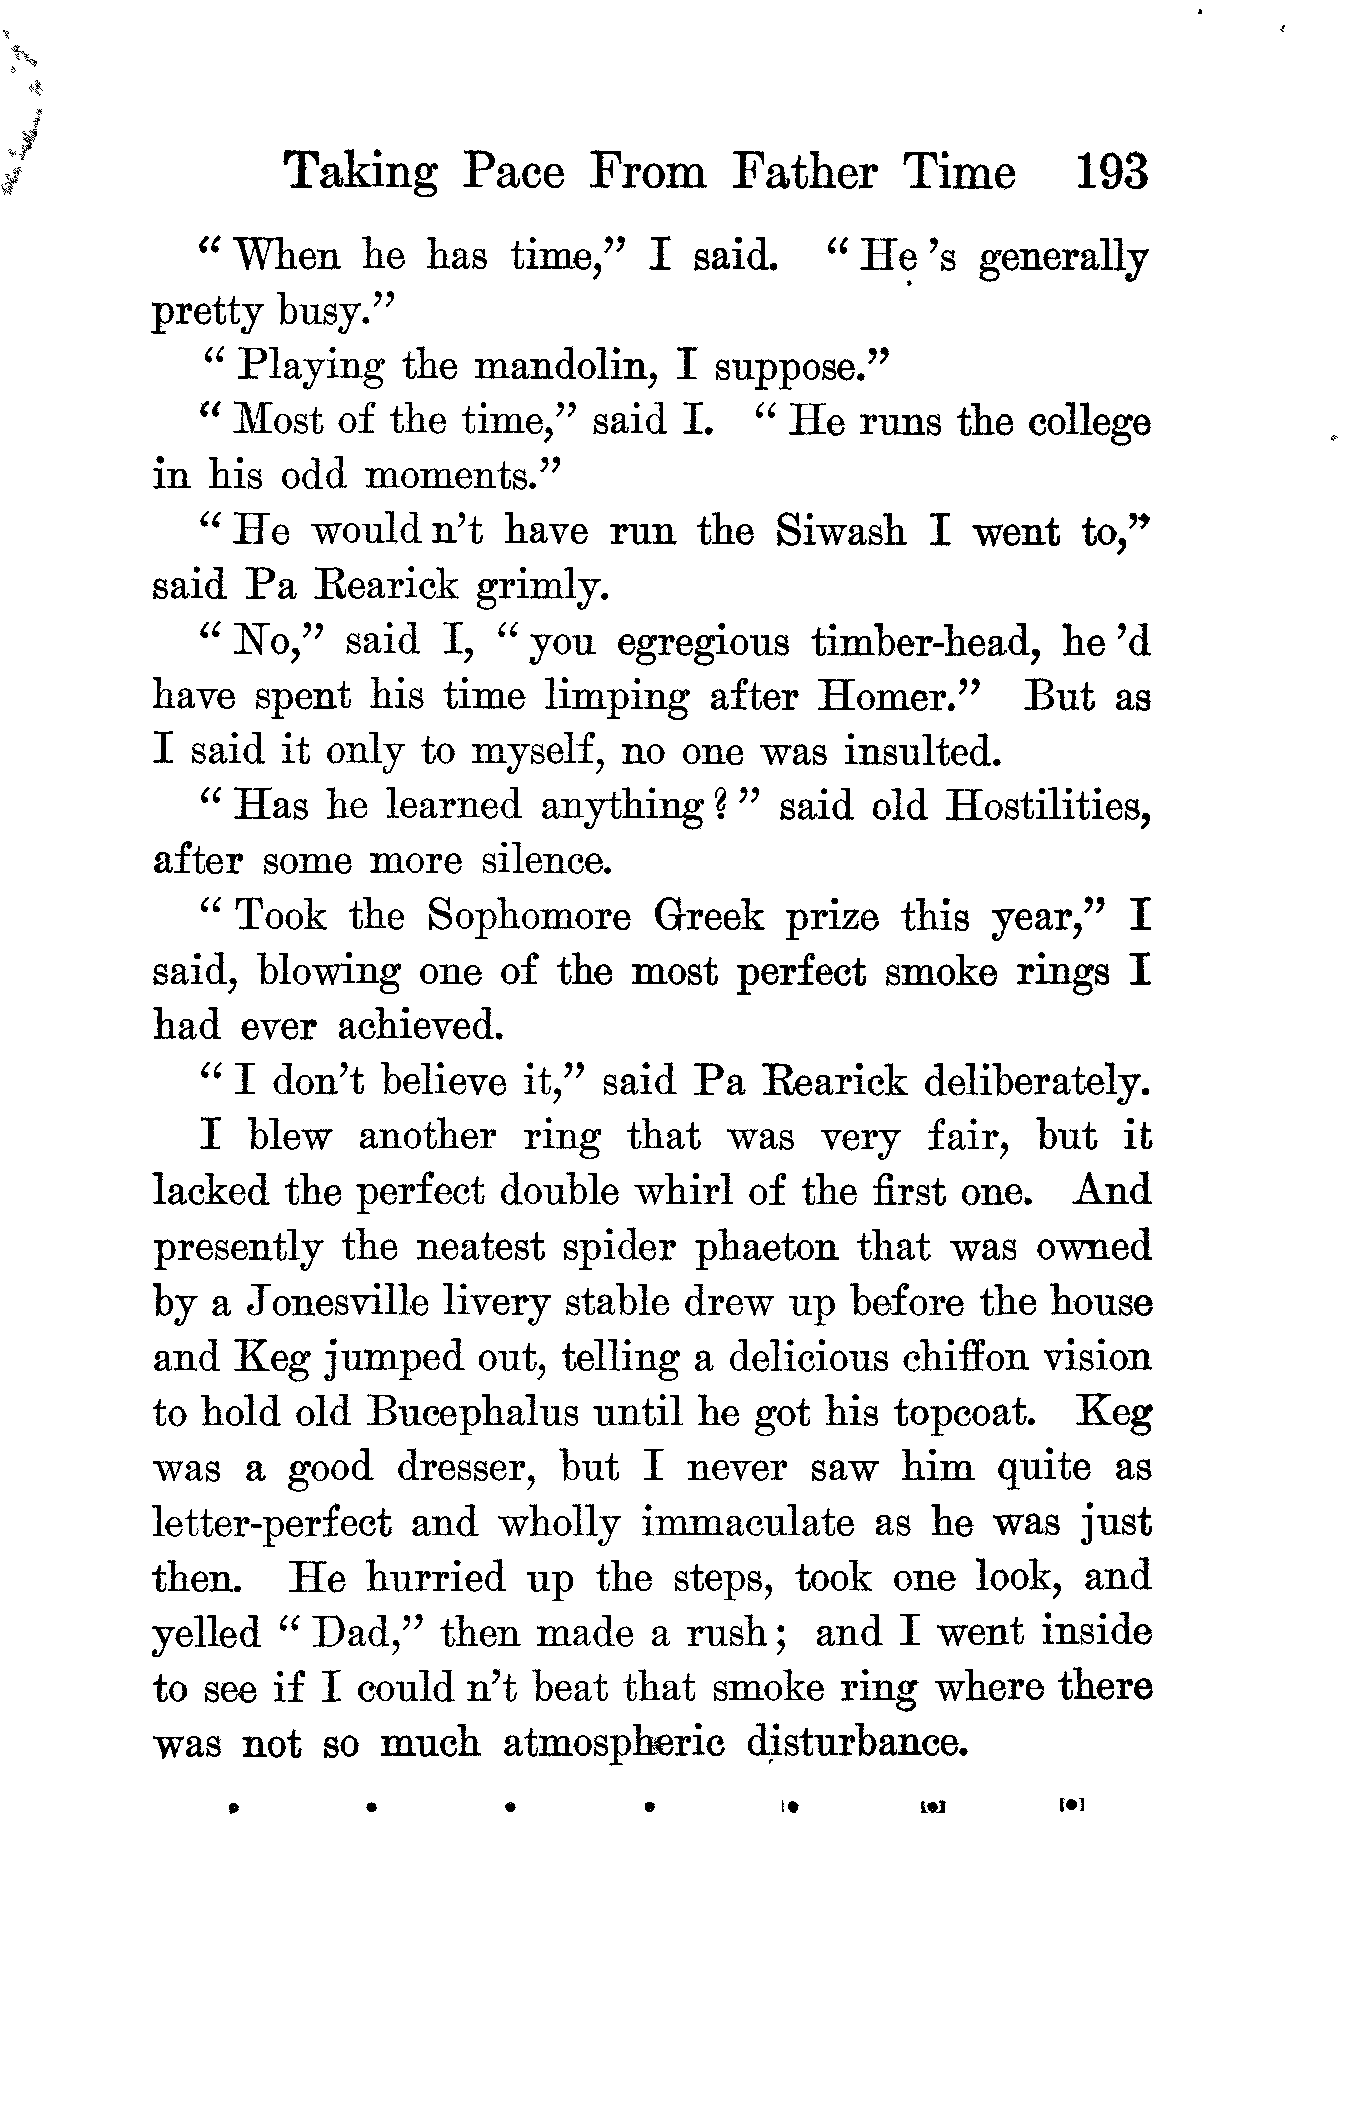 Taking Pace From Father Time 193
“ When he has time,” I said. “ He ’s generally
pretty busy.”
“ Playing the mandolin, I suppose.”
“ Most of the time,” said I. “ He runs the college
in his odd moments.”
“ He would n’t have run the Siwash I went to,”
said Pa Rearick grimly.
“ No,” said I, “ you egregious timber-head, he ’d
have spent his time limping after Homer.” But as
I said it only to myself, no one was insulted.
“ Has he learned anything ? ” said old Hostilities,
after some more silence.
“ Took the Sophomore Greek prize this year,” I
said, blowing one of the most perfect smoke rings I
had ever achieved.
“ I don’t believe it,” said Pa Rearick deliberately.
I blew another ring that was very fair, but it
lacked the perfect double whirl of the first one. And
presently the neatest spider phaeton that was owned
by a Jonesville livery stable drew up before the house
and Keg jumped out, telling a delicious chiffon vision
to hold old Bucephalus until he got his topcoat. Keg
was a good dresser, but I never saw him quite as
letter-perfect and wholly immaculate as he was just
then. He hurried up the steps, took one look, and
yelled “ Dad,” then made a rush ; and I went inside
to see if I could n’t beat that smoke ring where there
was not so much atmospheric disturbance.
. . . . . . .